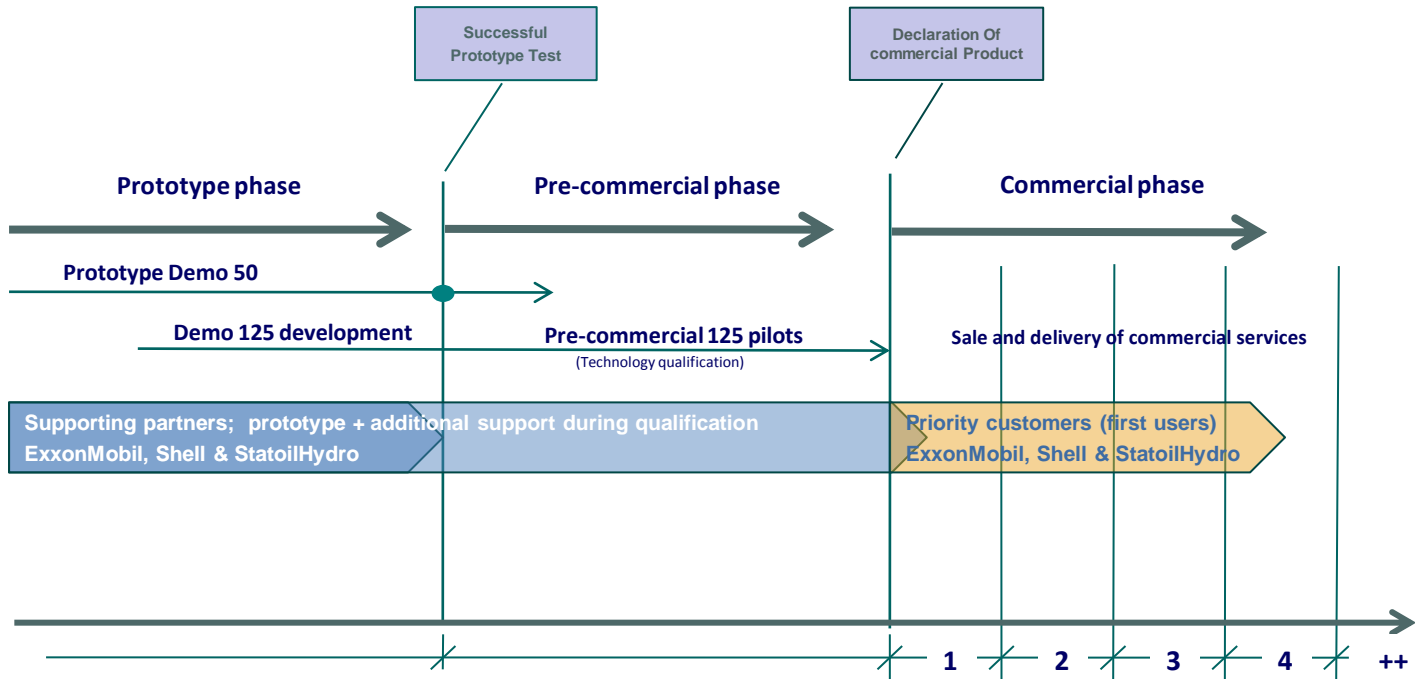 Successful
Prototype Test
Declaration Of
commercial Product
Prototype phase
Pre-commercial phase
Commercial phase
Prototype Demo 50
Demo 125 development
Pre-commercial 125 pilots
(Technology qualification)
Sale and delivery of commercial services
Supporting partners;  prototype + additional support during qualification
ExxonMobil, Shell & StatoilHydro
Priority customers (first users)
ExxonMobil, Shell & StatoilHydro
1 2 3 4 ++